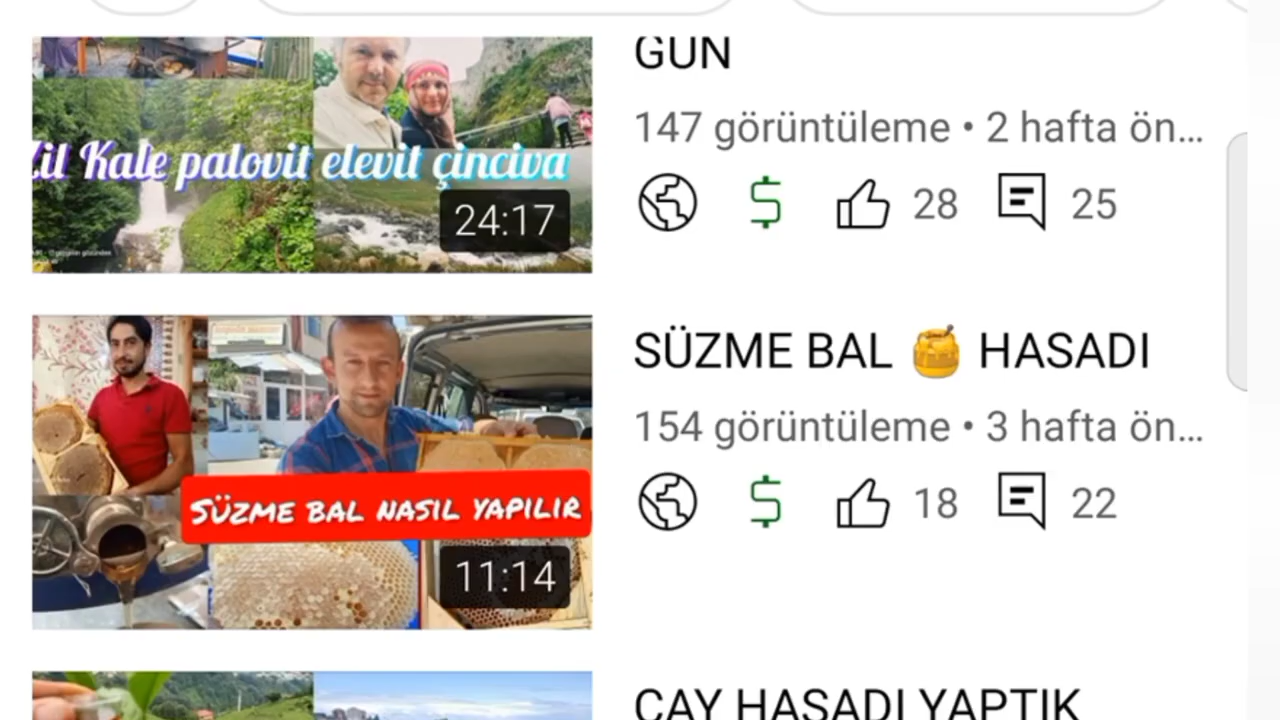 GÜN
147 görüntüleme • 2 hafta ön...
28
25
Zil Kale palovit elevit çinciva
24:17
SÜZME BAL 🍯 HASADI
154 görüntüleme • 3 hafta ön...
18
22
SÜZME BAL NASIL YAPILIR
11:14
ÇAY HASADI YAPTIK